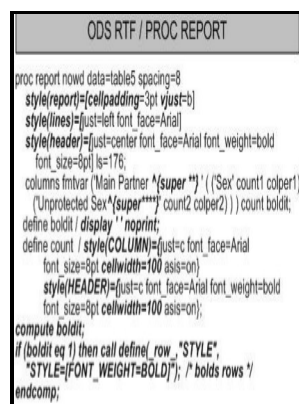 ODS RTF / PROC REPORT
proc report nowd data=table5 spacing=8
style(report)=[cellpadding=3pt vjust=b]
style(lines)=[just=left font_face=Arial]
style(header)=[just=center font_face=Arial font_weight=bold
font_size=8pt] ls=176;
columns fmtvar ('Main Partner ^{super **}' ( ('Sex' count1 colper1)
('Unprotected Sex^{super****}' count2 colper2) ) ) count boldit;
define boldit / display ' ' noprint;
define count / style(COLUMN)={just=c font_face=Arial
font_size=8pt cellwidth=100 asis=on}
style(HEADER)={just=c font_face=Arial font_weight=bold
font_size=8pt cellwidth=100 asis=on};
compute boldit;
if (boldit eq 1) then call define(_row_,"STYLE",
"STYLE=[FONT_WEIGHT=BOLD]"); /* bolds rows */
endcomp;